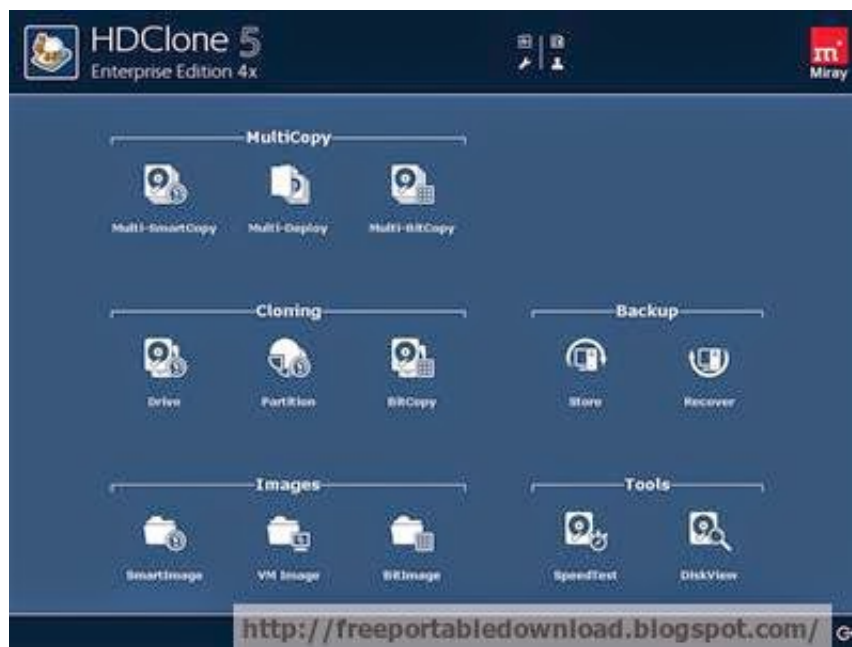 HDClone 5
Enterprise Edition 4x
m
Miray
MultiCopy
Multi-SmartCopy Multi-Deploy Multi-BitCopy
Cloning Backup
Drive Partition BitCopy Store Recover
Images Tools
SmartImage VM Image BitImage SpeedTest DiskView
http://freeportabledownload.blogspot.com/